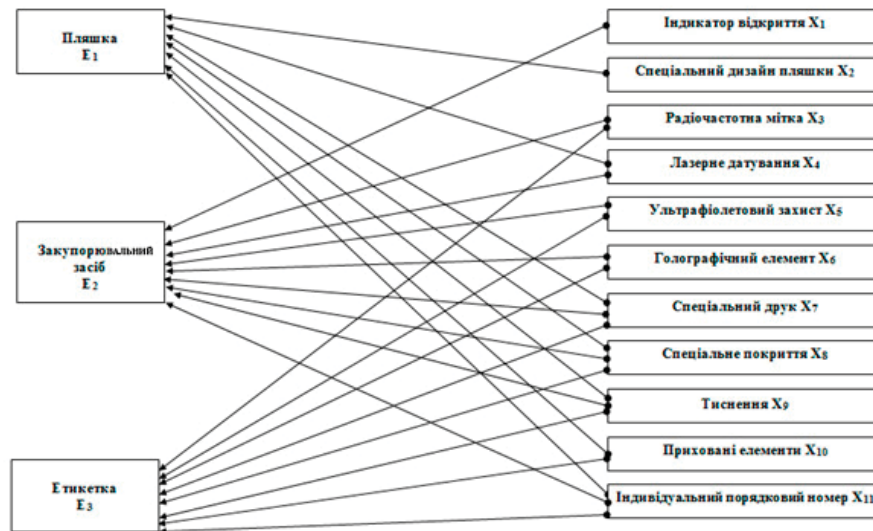 Пляшка
E1
Закупорювальний
засіб
E2
Етикетка
E3
Індикатор відкриття X1
Спеціальний дизайн пляшки X2
Радіочастотна мітка X3
Лазерне датування X4
Ультрафіолетовий захист X5
Голографічний елемент X6
Спеціальний друк X7
Спеціальне покриття X8
Тиснення X9
Приховані елементи X10
Індивідуальний порядковий номер X11